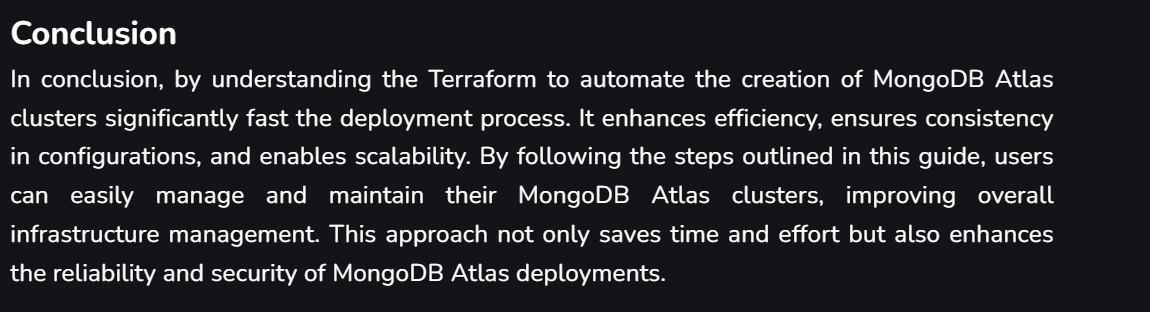 Conclusion
In conclusion, by understanding the Terraform to automate the creation of MongoDB Atlas
clusters significantly fast the deployment process. It enhances efficiency, ensures consistency
in configurations, and enables scalability. By following the steps outlined in this guide, users
can easily manage and maintain their MongoDB Atlas clusters, improving overall
infrastructure management. This approach not only saves time and effort but also enhances
the reliability and security of MongoDB Atlas deployments.